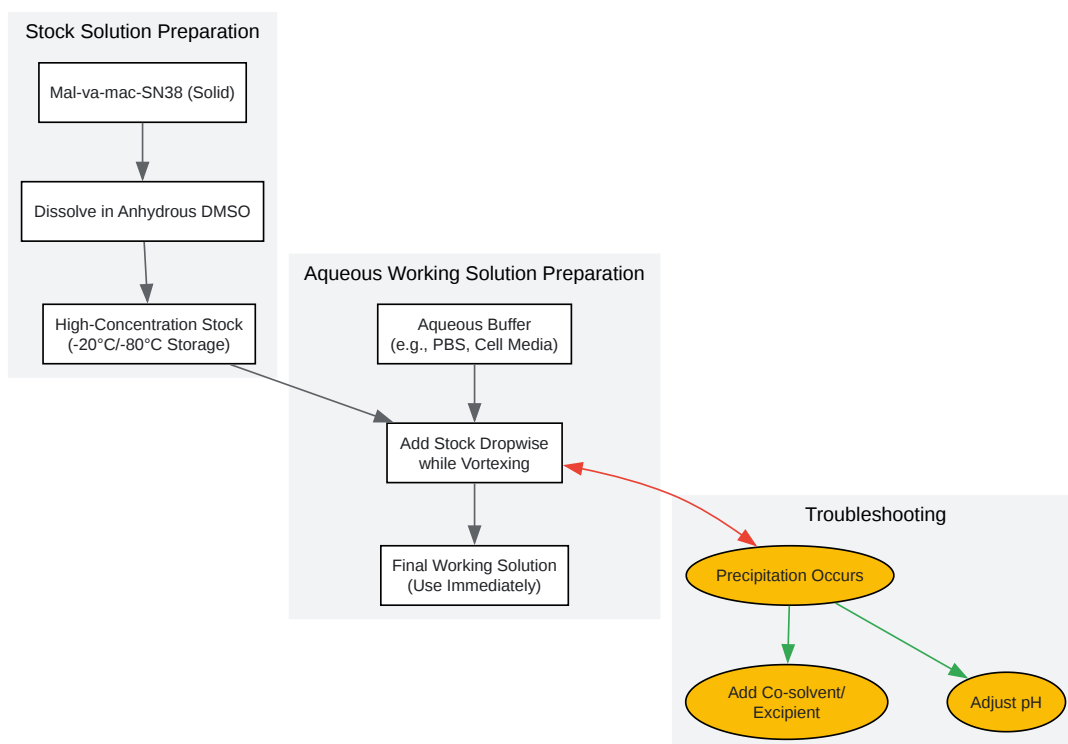 Stock Solution Preparation
Mal-va-mac-SN38 (Solid)
Dissolve in Anhydrous DMSO
High-Concentration Stock
(-20°C/-80°C Storage)
Aqueous Working Solution Preparation
Aqueous Buffer
(e.g., PBS, Cell Media)
Add Stock Dropwise
while Vortexing
Final Working Solution
(Use Immediately)
Troubleshooting
Precipitation Occurs
Add Co-solvent/
Excipient
Adjust pH